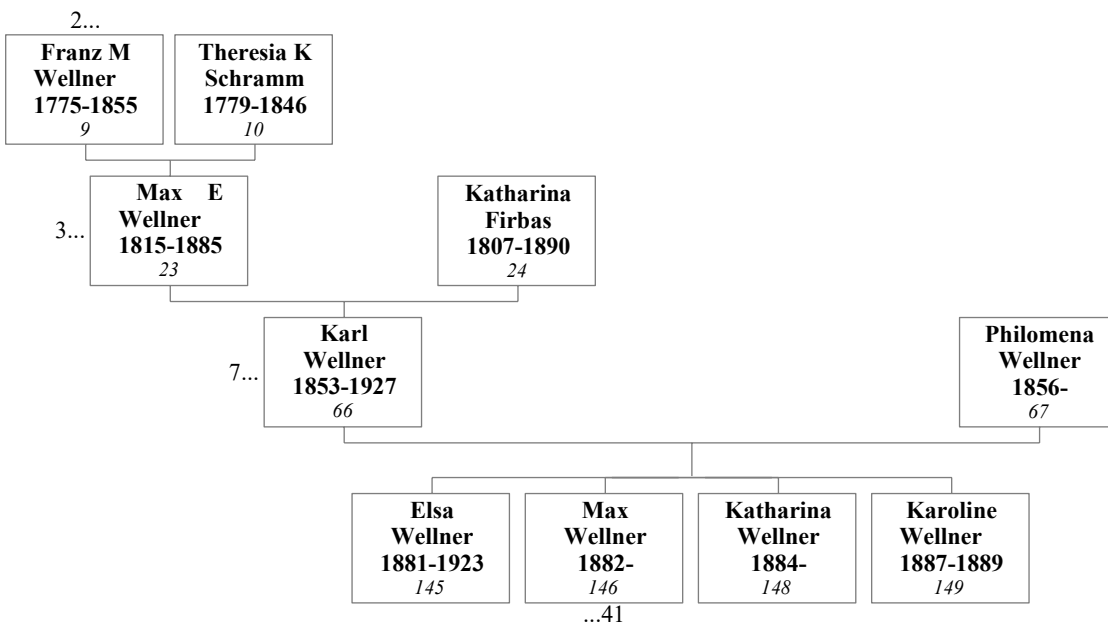 2...
Franz M
Wellner
1775-1855
9
Theresia K
Schramm
1779-1846
10
3...
Max E
Wellner
1815-1885
23
Katharina
Firbas
1807-1890
24
7...
Karl
Wellner
1853-1927
66
Philomena
Wellner
1856-
67
Elsa
Wellner
1881-1923
145
Max
Wellner
1882-
146
Katharina
Wellner
1884-
148
Karoline
Wellner
1887-1889
149
...41